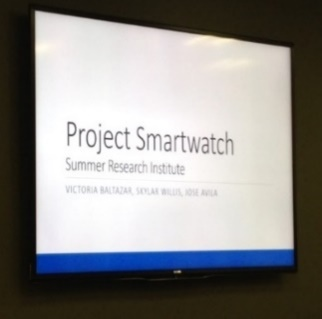 Project Smartwatch
Summer Research Institute
VICTORIA BALTAZAR, SKYLAR WILLIS, JOSE AVILA